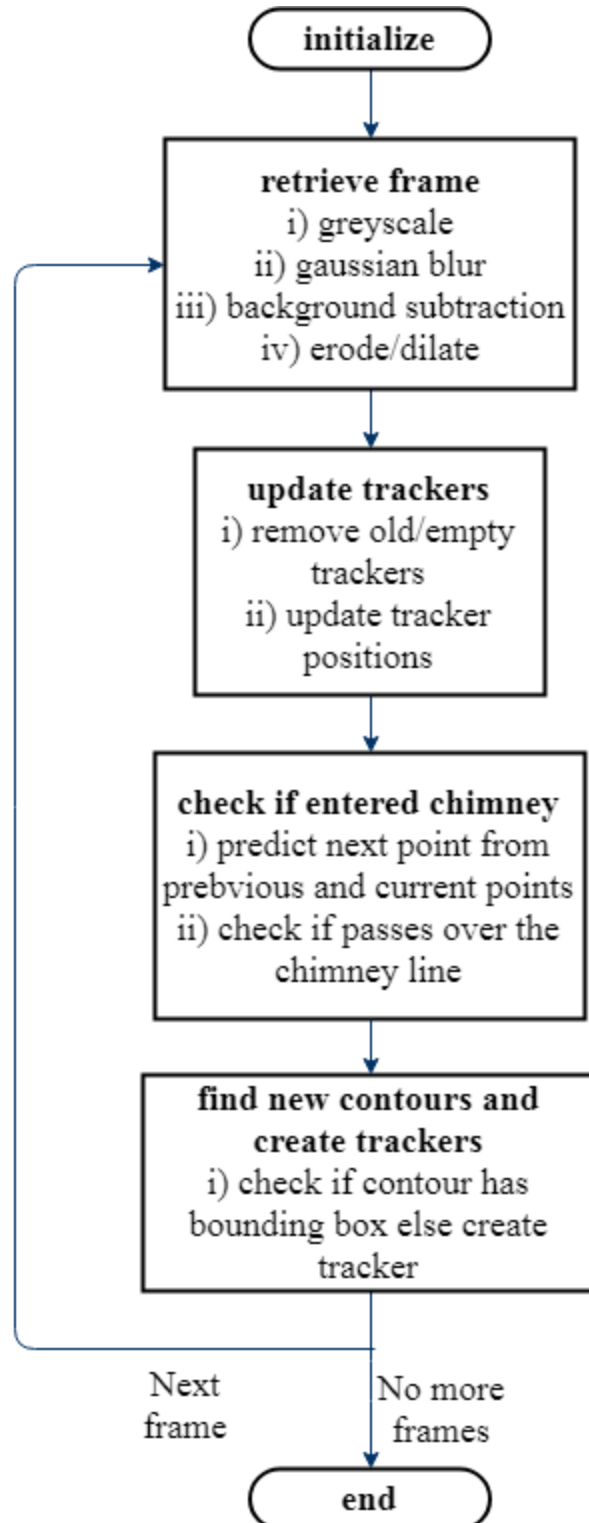 initialize
retrieve frame
i) greyscale
ii) gaussian blur
iii) background subtraction
iv) erode/dilate
update trackers
i) remove old/empty
trackers
ii) update tracker
positions
check if entered chimney
i) predict next point from
prebvious and current points
ii) check if passes over the
chimney line
find new contours and
create trackers
i) check if contour has
bounding box else create
tracker
Next
frame
No more
frames
end